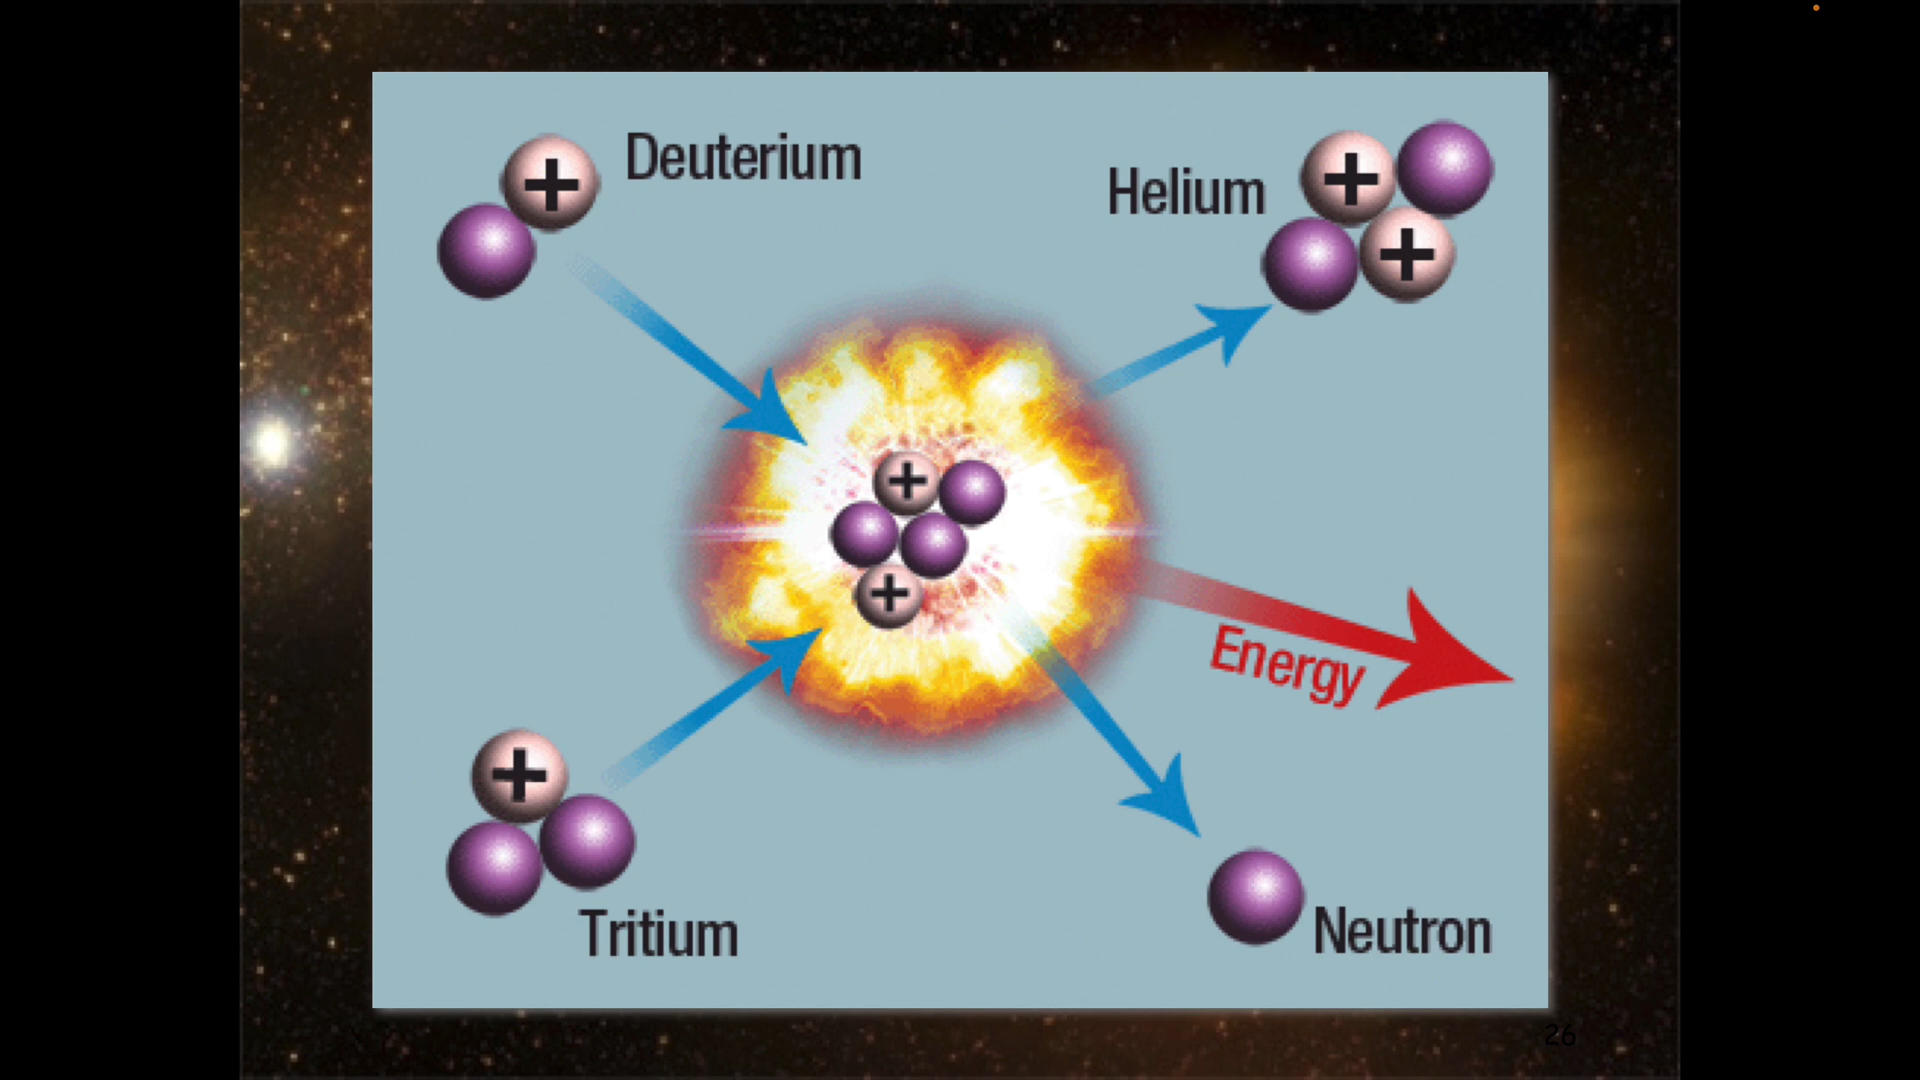 Deuterium
Helium
+
+
+
+
+
Energy
+
Tritium
Neutron
26